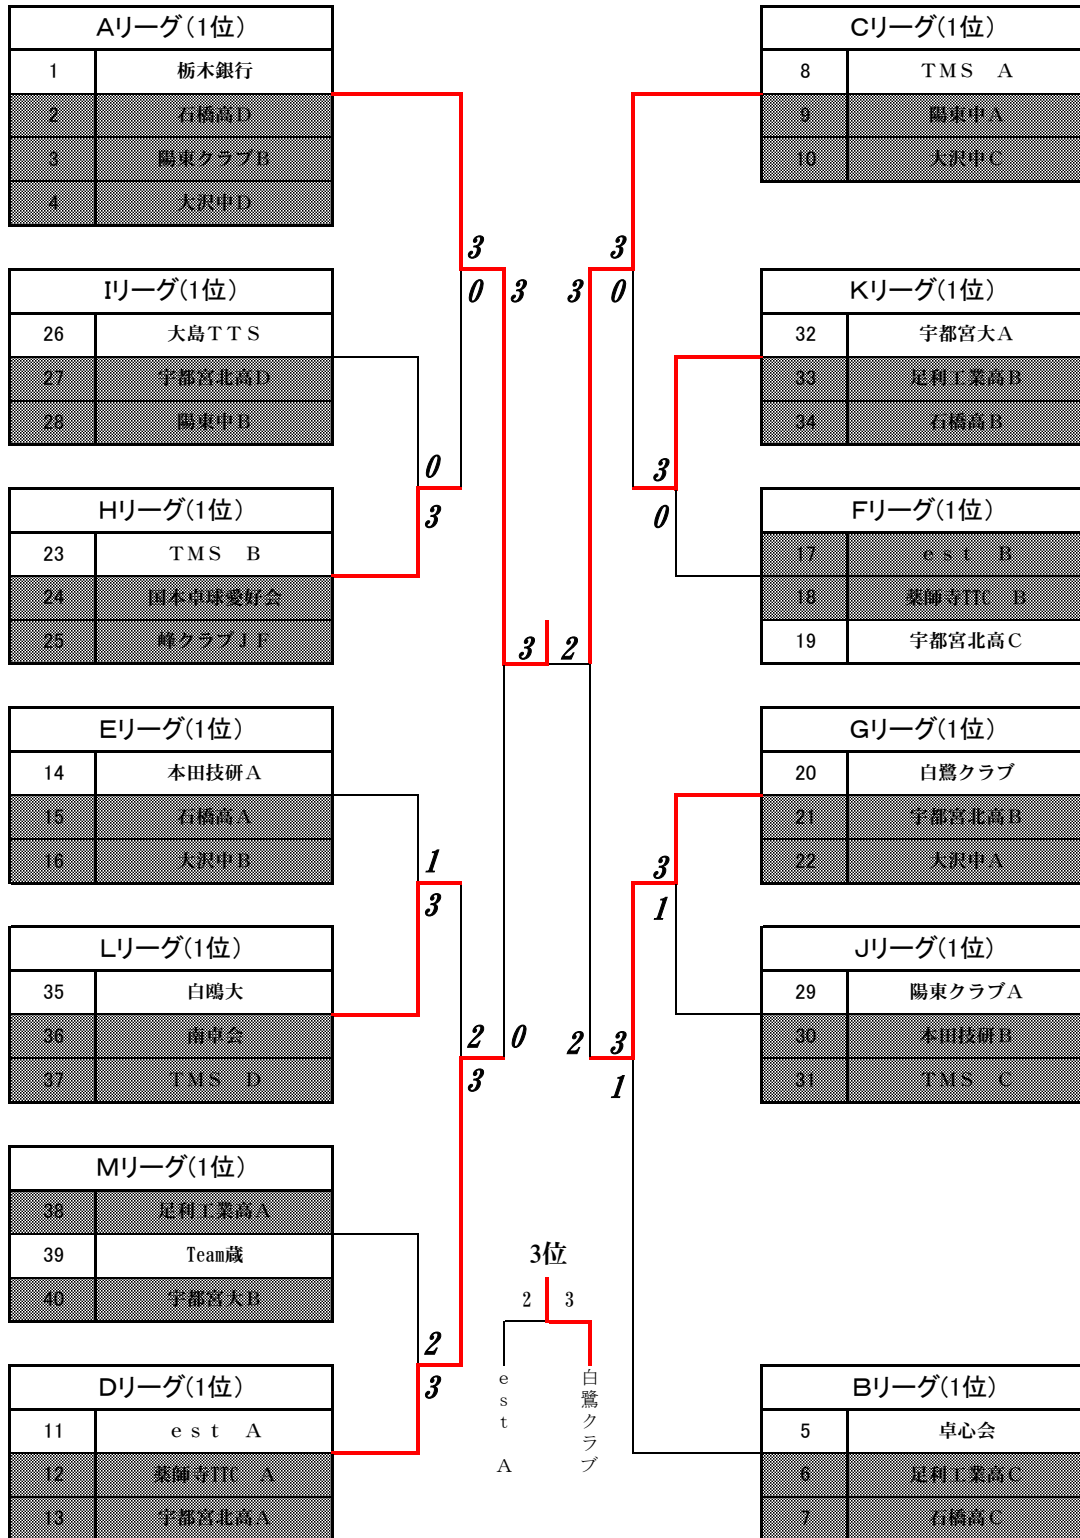 Aリーグ(1位)
1 栃木銀行
2 石橋高D
3 陽東クラブB
4 大沢中D
Iリーグ(1位)
26 大島TTS
27 宇都宮北高D
28 陽東中B
Hリーグ(1位)
23 TMS B
24 国本卓球愛好会
25 峰クラブJF
Eリーグ(1位)
14 本田技研A
15 石橋高A
16 大沢中B
Lリーグ(1位)
35 白鴎大
36 南卓会
37 TMS D
Mリーグ(1位)
38 足利工業高A
39 Team蔵
40 宇都宮大B
Dリーグ(1位)
11 est A
12 薬師寺TTC A
13 宇都宮北高A
3
0
3
0
3
1
3
2
3
0
2
3
3
2
3位
2 3
est A
白鷺クラブ
3
3
0
3
0
3
1
2
3
1
Cリーグ(1位)
8 TMS A
9 陽東中A
10 大沢中C
Kリーグ(1位)
32 宇都宮大A
33 足利工業高B
34 石橋高B
Fリーグ(1位)
17 est B
18 薬師寺TTC B
19 宇都宮北高C
Gリーグ(1位)
20 白鷺クラブ
21 宇都宮北高B
22 大沢中A
Jリーグ(1位)
29 陽東クラブA
30 本田技研B
31 TMS C
Bリーグ(1位)
5 卓心会
6 足利工業高C
7 石橋高C